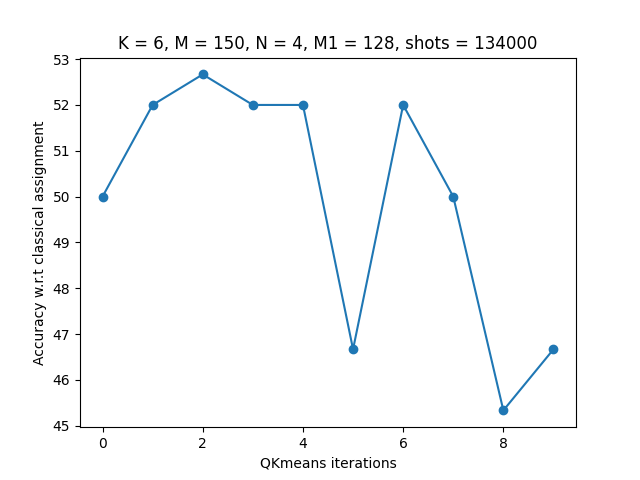 K = 6, M = 150, N = 4, M1 = 128, shots = 134000
Accuracy w.r.t classical assignment
53
52
51
50
49
48
47
46
45
0 2 4 6 8
QKmeans iterations